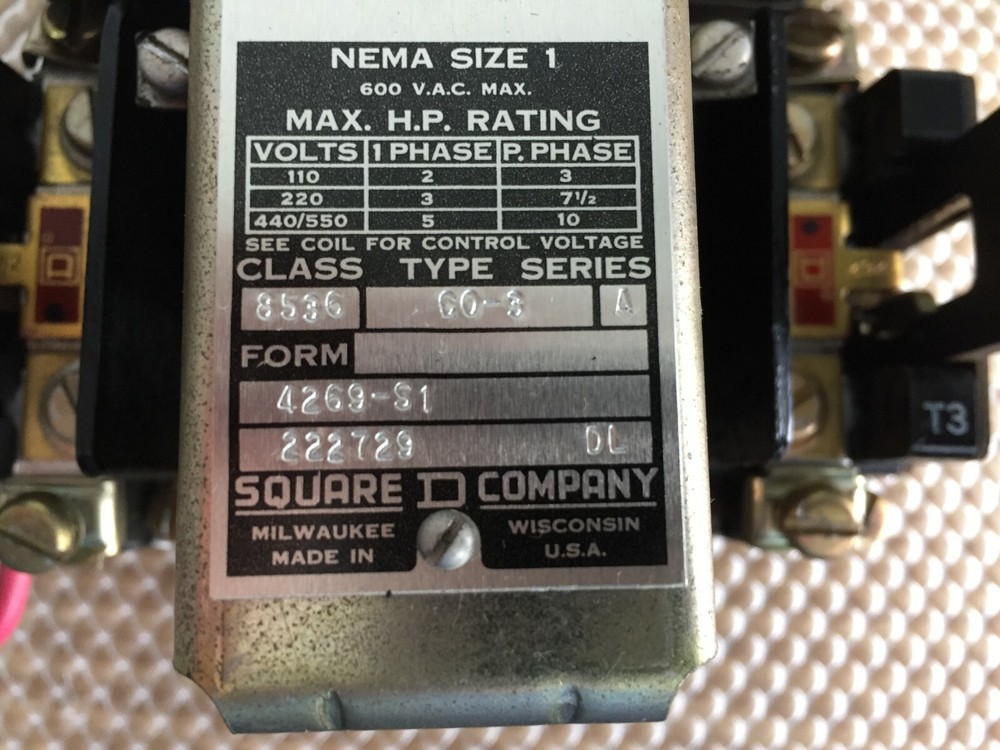 NEMA SIZE 1
600 V.A.C. MAX.
MAX. H.P. RATING
VOLTS 1 PHASE P. PHASE
110 2 3
220 3 7 1/2
440/550 5 10
SEE COIL FOR CONTROL VOLTAGE
CLASS TYPE SERIES
8536 CO-3 A
FORM
4269-S1
222729 DL
SQUARE D COMPANY
MILWAUKEE WISCONSIN
MADE IN U.S.A.
T3